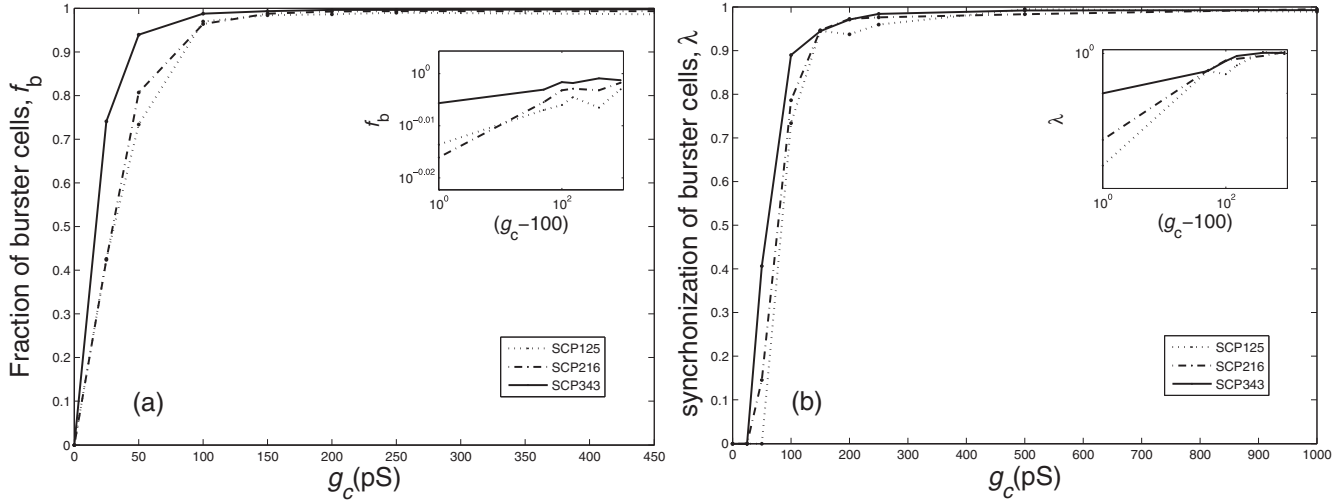 Fraction of burster cells, f_b
1
0.9
0.8
0.7
0.6
0.5
0.4
0.3
0.2
0.1
0
0 50 100 150 200 250 300 350 400 450
g_c(pS)
(a)
SCP125
SCP216
SCP343
f_b
10^0
10^−0.01
10^−0.02
10^0 10^2
(g_c−100)
syncrhonization of burster cells, λ
1
0.9
0.8
0.7
0.6
0.5
0.4
0.3
0.2
0.1
0
0 100 200 300 400 500 600 700 800 900 1000
g_c(pS)
(b)
SCP125
SCP216
SCP343
λ
10^0
10^0 10^2
(g_c−100)